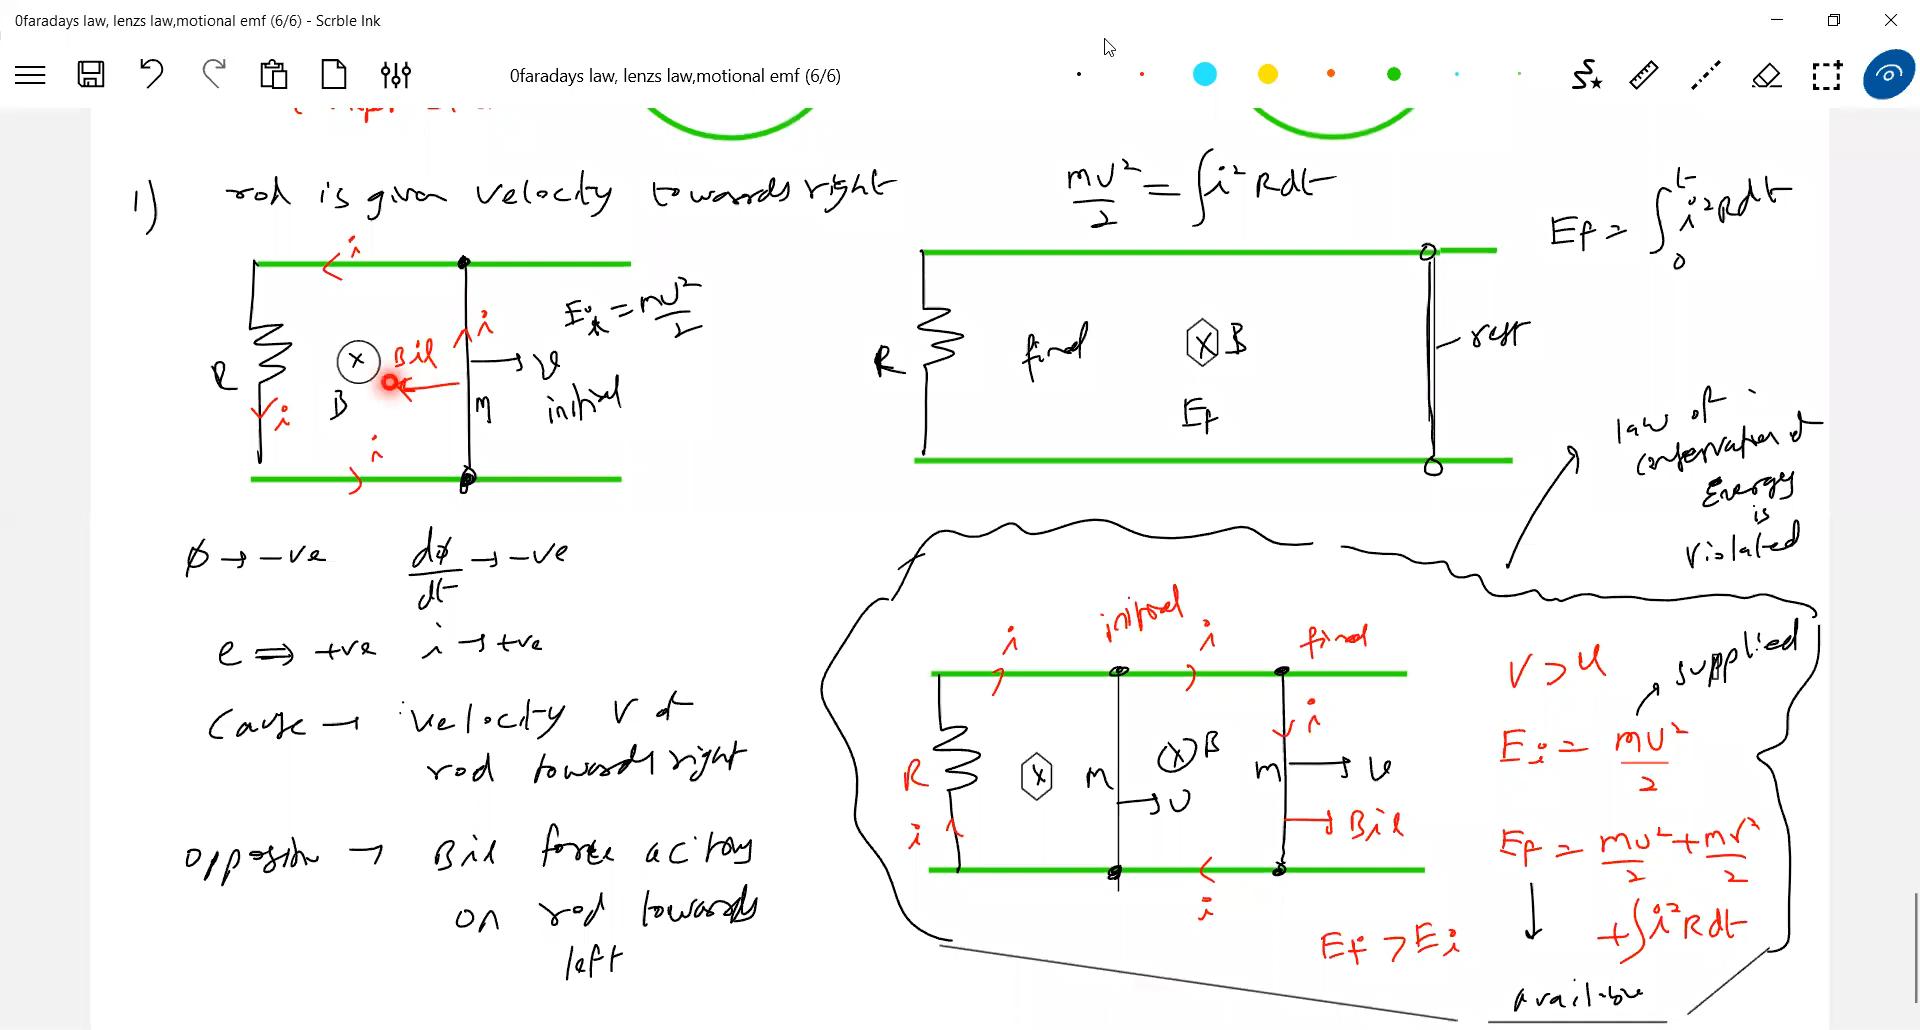 0faradays law, lenzs law,motional emf (6/6) - Scrble Ink
0faradays law, lenzs law,motional emf (6/6)
1) rod is given velocity towards right
mv²/2 = ∫i²Rdt
Ef = ∫₀ᵗ i²Rdt
i
Ei = mv²/2
i
R
B
Bil
v
initial
m
i
i
R
final
B
Ef
rest
law of
conservation of
Energy
is
violated
φ → -ve dφ/dt → -ve
e ⇒ +ve i → +ve
Cause → velocity v of
rod towards right
opposition → Bil force acting
on rod towards
left
initial
final
i
i
i
R
i
m
v
B
m
v
Bil
i
V > u
supplied
Ei = mu²/2
Ef = mu²/2 + mv²/2
+ ∫i²Rdt
Ef > Ei
available